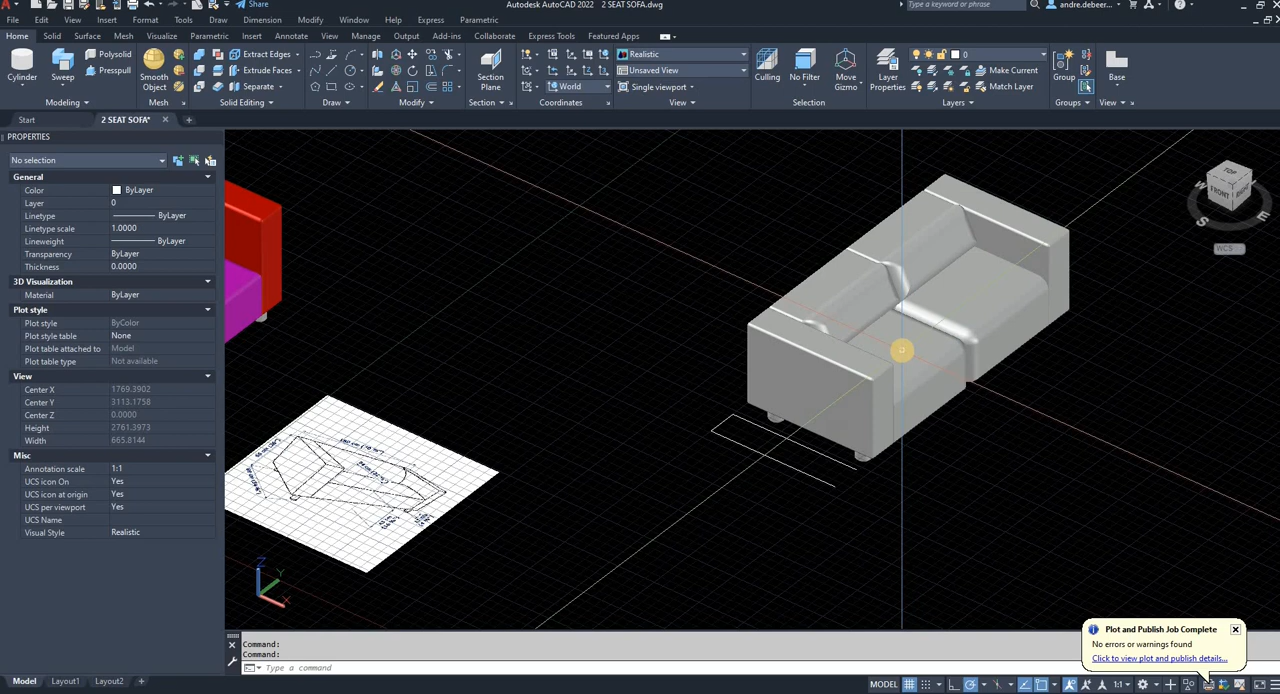 Share
Autodesk AutoCAD 2022 2 SEAT SOFA.dwg
Type a keyword or phrase
andre.debeer...
File Edit View Insert Format Tools Draw Dimension Modify Window Help Express Parametric
Home Solid Surface Mesh Visualize Parametric Insert Annotate View Manage Output Add-ins Collaborate Express Tools Featured Apps
Cylinder
Sweep
Polysolid
Presspull
Smooth
Object
Extract Edges
Extrude Faces
Separate
Section
Plane
World
Realistic
Unsaved View
Single viewport
Culling
No Filter
Move
Gizmo
Layer
Properties
0
Make Current
Match Layer
Group
Base
Modeling
Mesh
Solid Editing
Draw
Modify
Section
Coordinates
View
Selection
Layers
Groups
View
Start
2 SEAT SOFA*
PROPERTIES
No selection
General
Color ByLayer
Layer 0
Linetype ByLayer
Linetype scale 1.0000
Lineweight ByLayer
Transparency ByLayer
Thickness 0.0000
3D Visualization
Material ByLayer
Plot style
Plot style ByColor
Plot style table None
Plot table attached to Model
Plot table type Not available
View
Center X 1769.3902
Center Y 3113.1758
Center Z 0.0000
Height 2761.3973
Width 665.8144
Misc
Annotation scale 1:1
UCS icon On Yes
UCS icon at origin Yes
UCS per viewport Yes
UCS Name
Visual Style Realistic
TOP
FRONT
RIGHT
W
S
E
WCS
Z
Y
X
Command:
Command:
Type a command
Plot and Publish Job Complete
No errors or warnings found
Click to view plot and publish details...
Model Layout1 Layout2
MODEL
1:1